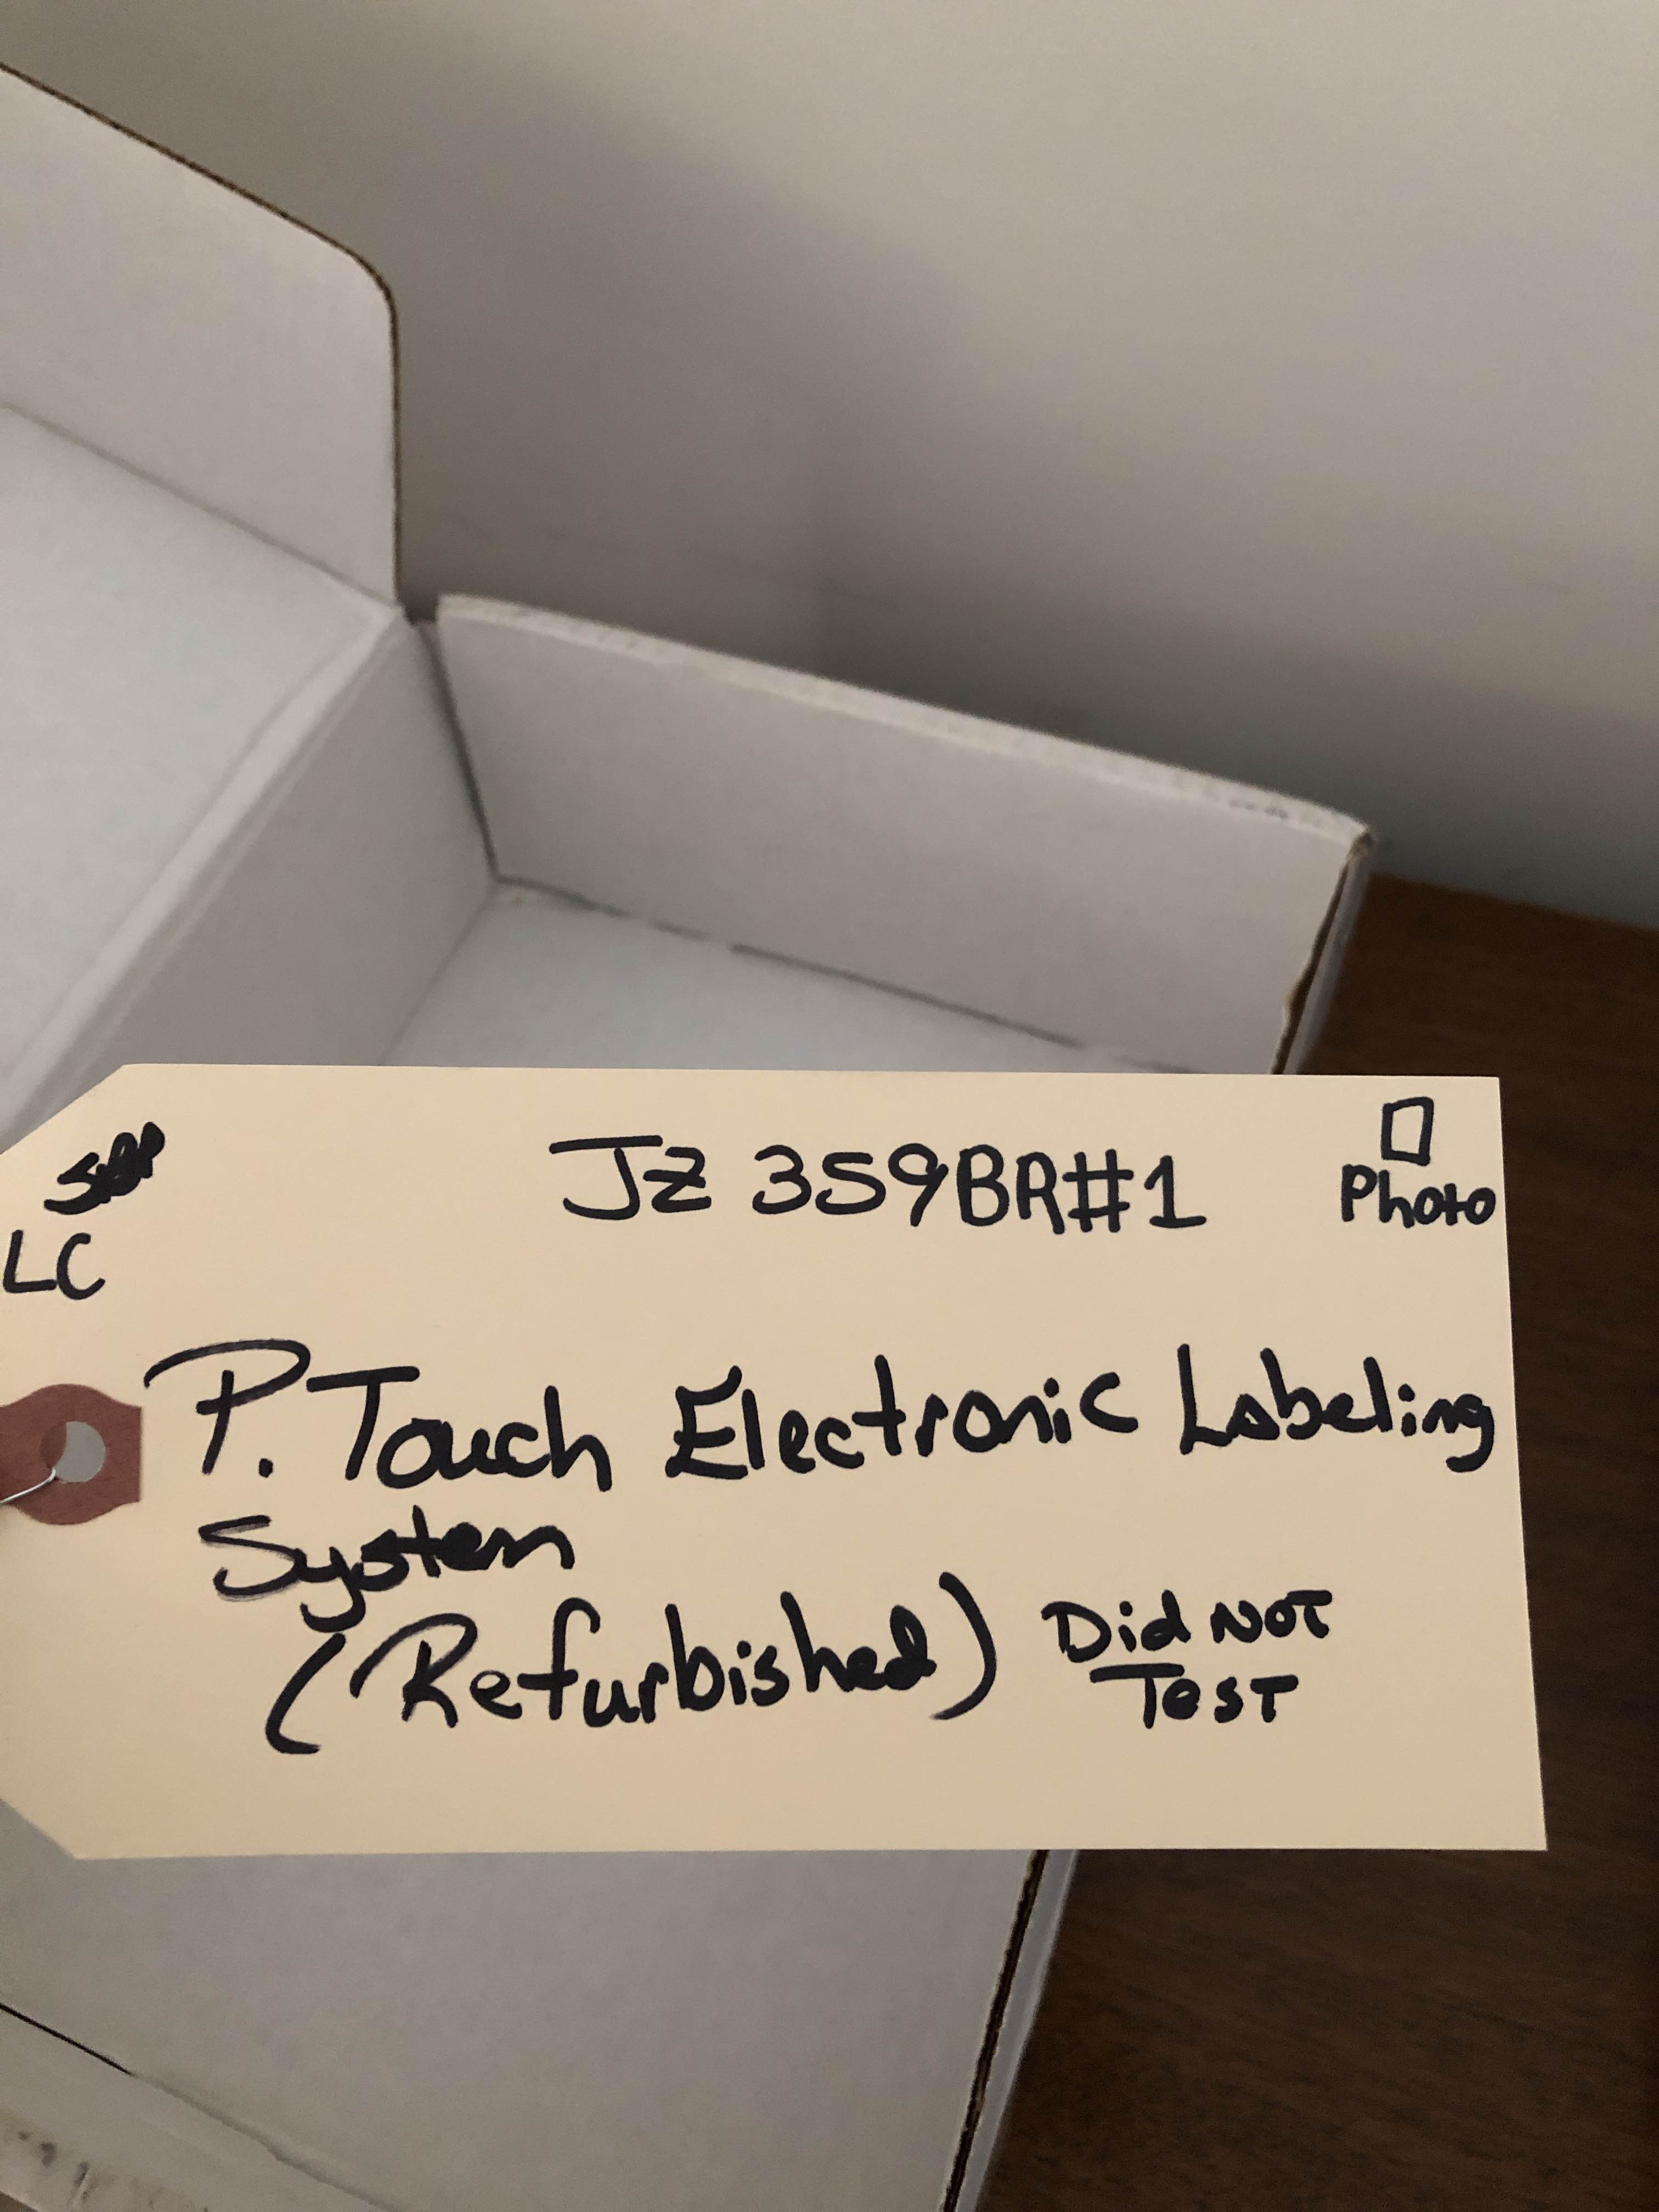 JZ 359BR#1
Photo
LC
P. Touch Electronic Labeling
System
(Refurbished)
Did NOT
TesT